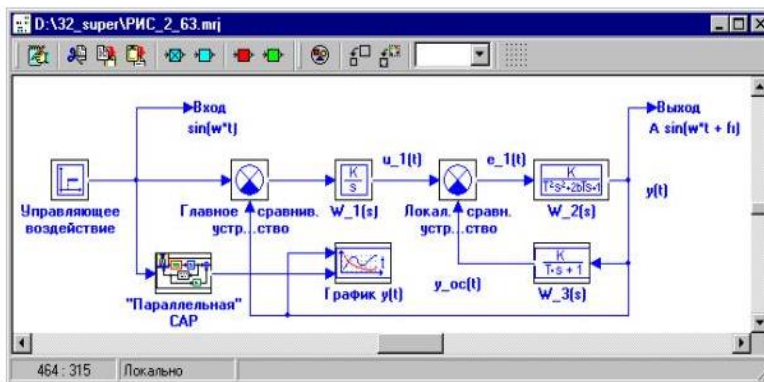 D:\32_super\РИС_2_63.mrj
Вход
sin(w*t)
Выход
A sin(w*t + fi)
u_1(t)
e_1(t)
K
s
K
T²s²+2bTs+1
y(t)
Управляющее
воздействие
Главное сравнив.
устр...ство
W_1(s)
Локал. сравн.
устр...ство
W_2(s)
K
T*s + 1
"Параллельная"
САР
График y(t)
y_oc(t)
W_3(s)
464 : 315
Локально